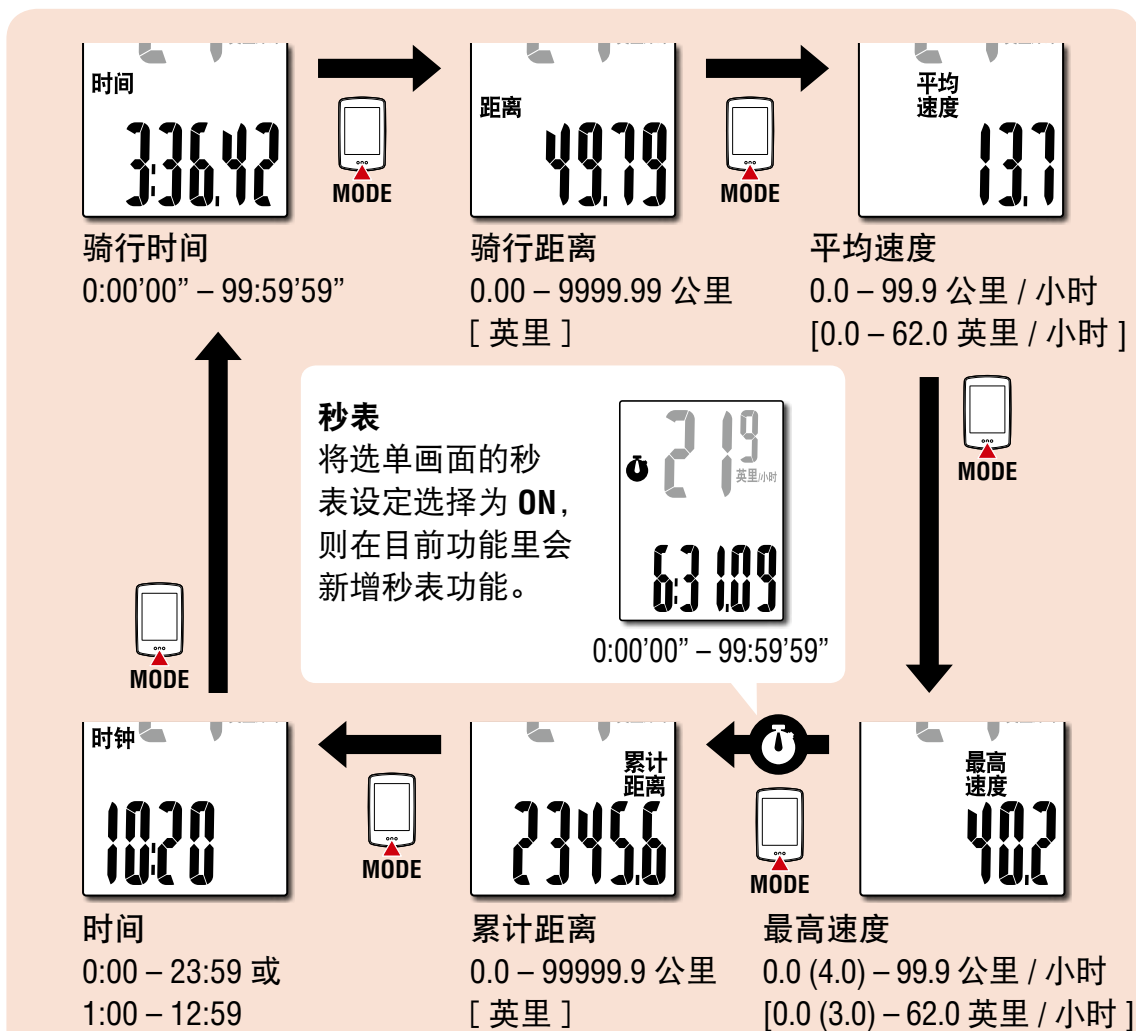 时间
3:36.42
MODE
骑行时间
0:00’00” – 99:59’59”
距离
49.79
MODE
骑行距离
0.00 – 9999.99 公里
[ 英里 ]
平均
速度
13.7
平均速度
0.0 – 99.9 公里 / 小时
[0.0 – 62.0 英里 / 小时 ]
MODE
秒表
将选单画面的秒
表设定选择为 ON，
则在目前功能里会
新增秒表功能。
21.9
英里/小时
6:31.09
0:00’00” – 99:59’59”
最高
速度
40.2
最高速度
0.0 (4.0) – 99.9 公里 / 小时
[0.0 (3.0) – 62.0 英里 / 小时 ]
MODE
累计
距离
2345.6
累计距离
0.0 – 99999.9 公里
[ 英里 ]
MODE
时钟
10:20
时间
0:00 – 23:59 或
1:00 – 12:59
MODE